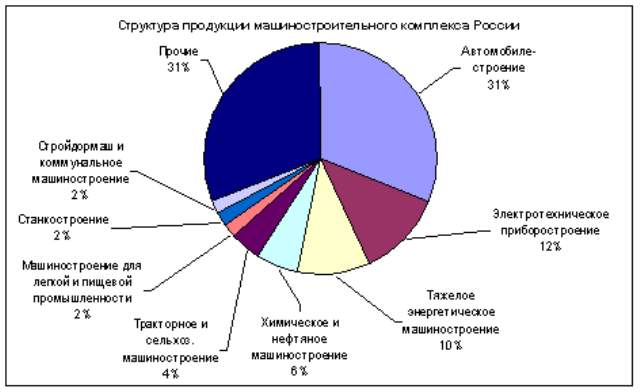 Структура продукции машиностроительного комплекса России
Автомобиле-
строение
31%
Электротехническое
приборостроение
12%
Тяжелое
энергетическое
машиностроение
10%
Химическое и
нефтяное
машиностроение
6%
Тракторное и
сельхоз.
машиностроение
4%
Машиностроение для
легкой и пищевой
промышленности
2%
Станкостроение
2%
Стройдормаш и
коммунальное
машиностроение
2%
Прочие
31%